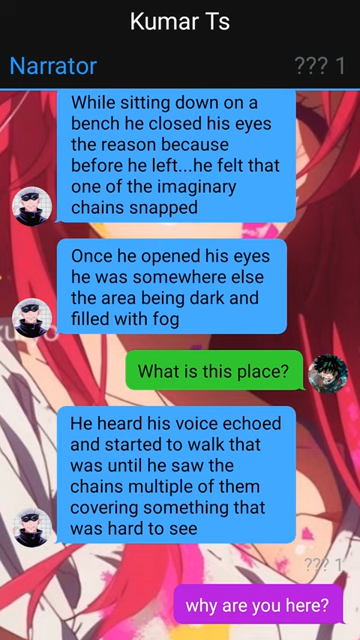 Kumar Ts
Narrator
??? 1
While sitting down on a
bench he closed his eyes
the reason because
before he left...he felt that
one of the imaginary
chains snapped
Once he opened his eyes
he was somewhere else
the area being dark and
filled with fog
What is this place?
He heard his voice echoed
and started to walk that
was until he saw the
chains multiple of them
covering something that
was hard to see
??? 1
why are you here?